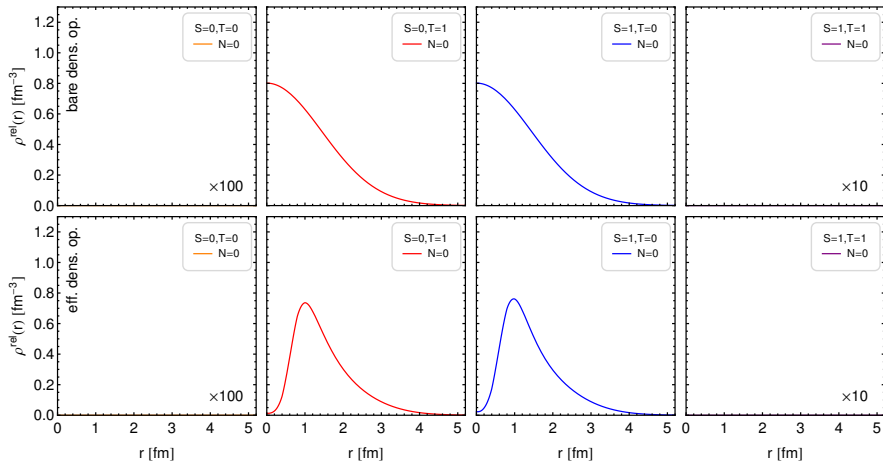 bare dens. op.
ρ^rel(r) [fm^−3]
1.2
1.0
0.8
0.6
0.4
0.2
0.0
S=0,T=0
N=0
×100
S=0,T=1
N=0
S=1,T=0
N=0
S=1,T=1
N=0
×10
eff. dens. op.
ρ^rel(r) [fm^−3]
1.2
1.0
0.8
0.6
0.4
0.2
0.0
S=0,T=0
N=0
×100
S=0,T=1
N=0
S=1,T=0
N=0
S=1,T=1
N=0
×10
0 1 2 3 4 5
0 1 2 3 4 5
0 1 2 3 4 5
0 1 2 3 4 5
r [fm]
r [fm]
r [fm]
r [fm]